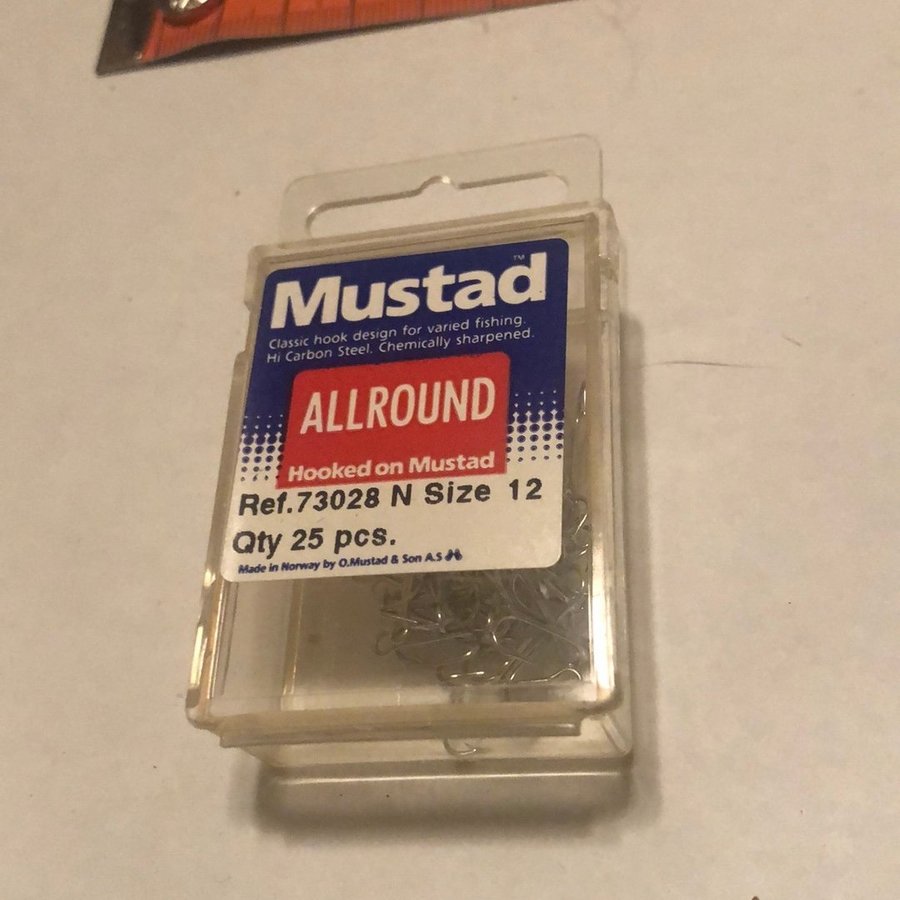 Mustad™
Classic hook design for varied fishing.
Hi Carbon Steel. Chemically sharpened.
ALLROUND
Hooked on Mustad
Ref.73028 N Size 12
Qty 25 pcs.
Made in Norway by O.Mustad & Son A.S